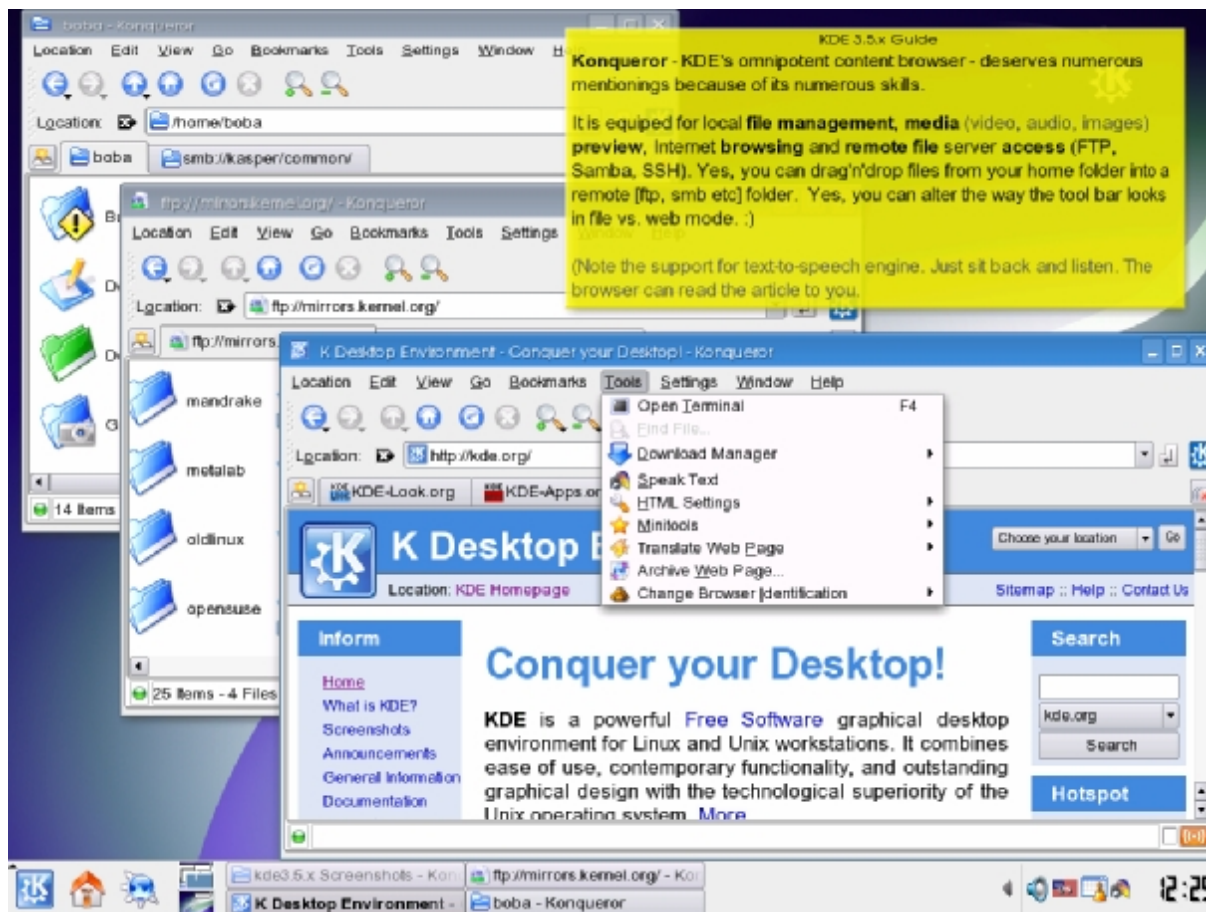 boba - Konqueror
Location Edit View Go Bookmarks Tools Settings Window
Location: /home/boba
boba smb://kasper/common/
14 Items
KDE 3.5.x Guide
Konqueror - KDE's omnipotent content browser - deserves numerous
mentionings because of its numerous skills.
It is equiped for local file management, media (video, audio, images)
preview, Internet browsing and remote file server access (FTP,
Samba, SSH). Yes, you can drag'n'drop files from your home folder into a
remote [ftp, smb etc] folder. Yes, you can alter the way the tool bar looks
in file vs. web mode. :)
(Note the support for text-to-speech engine. Just sit back and listen. The
browser can read the article to you.
ftp://mirrors.kernel.org/ - Konqueror
Location Edit View Go Bookmarks Tools Settings Window Help
Location: ftp://mirrors.kernel.org/
ftp://mirrors.
mandrake
metalab
oldlinux
opensuse
25 Items - 4 Files
K Desktop Environment - Conquer your Desktop! - Konqueror
Location Edit View Go Bookmarks Tools Settings Window Help
Location: http://kde.org/
KDE-Look.org KDE-Apps.or
Open Terminal F4
Find File...
Download Manager
Speak Text
HTML Settings
Minitools
Translate Web Page
Archive Web Page...
Change Browser Identification
K Desktop
Choose your location Go
Location: KDE Homepage
Sitemap :: Help :: Contact Us
Inform
Home
What is KDE?
Screenshots
Announcements
General Information
Documentation
Conquer your Desktop!
KDE is a powerful Free Software graphical desktop
environment for Linux and Unix workstations. It combines
ease of use, contemporary functionality, and outstanding
graphical design with the technological superiority of the
Unix operating system. More
Search
kde.org
Search
Hotspot
kde3.5.x Screenshots - Kon
ftp://mirrors.kernel.org/ - Kon
K Desktop Environment -
boba - Konqueror
12:25